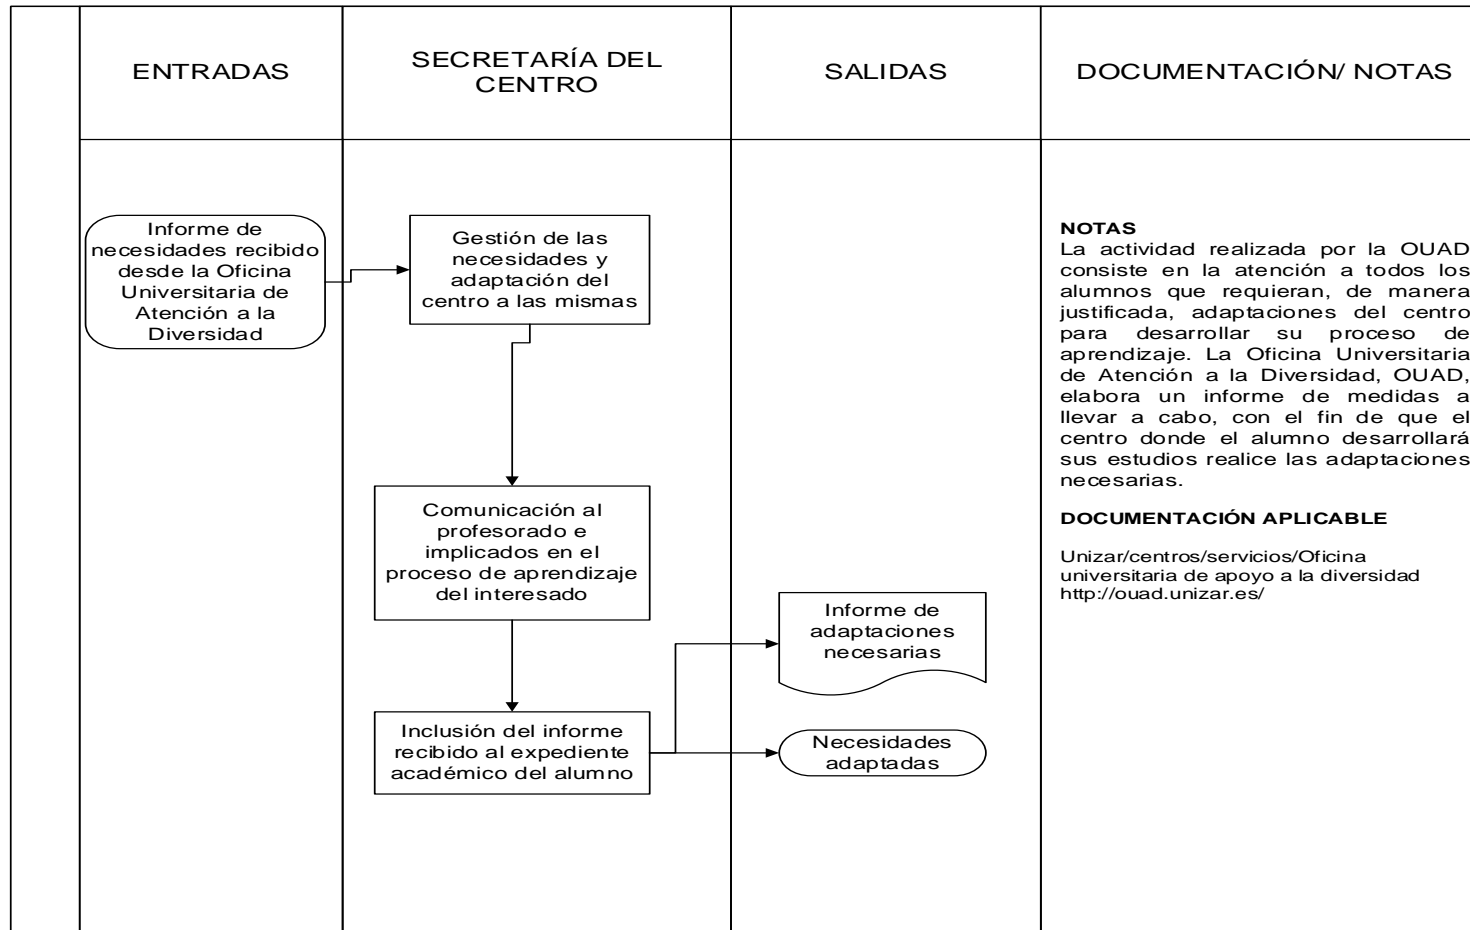 ENTRADAS
SECRETARÍA DEL
CENTRO
SALIDAS
DOCUMENTACIÓN/ NOTAS
Informe de
necesidades recibido
desde la Oficina
Universitaria de
Atención a la
Diversidad
Gestión de las
necesidades y
adaptación del
centro a las mismas
Comunicación al
profesorado e
implicados en el
proceso de aprendizaje
del interesado
Inclusión del informe
recibido al expediente
académico del alumno
Informe de
adaptaciones
necesarias
Necesidades
adaptadas
NOTAS
La actividad realizada por la OUAD
consiste en la atención a todos los
alumnos que requieran, de manera
justificada, adaptaciones del centro
para desarrollar su proceso de
aprendizaje. La Oficina Universitaria
de Atención a la Diversidad, OUAD,
elabora un informe de medidas a
llevar a cabo, con el fin de que el
centro donde el alumno desarrollará
sus estudios realice las adaptaciones
necesarias.
DOCUMENTACIÓN APLICABLE
Unizar/centros/servicios/Oficina
universitaria de apoyo a la diversidad
http://ouad.unizar.es/